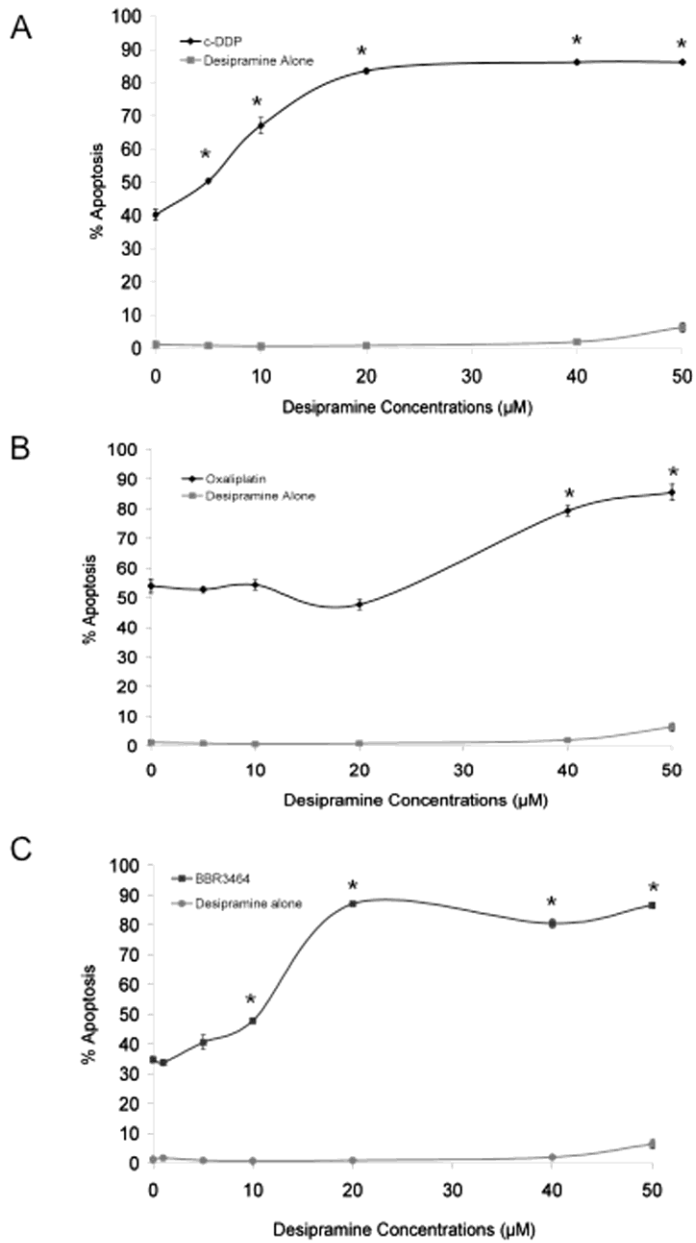 A
100
90
80
70
60
50
40
30
20
10
0
% Apoptosis
c-DDP
Desipramine Alone
* * * * *
0 10 20 30 40 50
Desipramine Concentrations (µM)
B
100
90
80
70
60
50
40
30
20
10
0
% Apoptosis
Oxaliplatin
Desipramine Alone
* *
0 10 20 30 40 50
Desipramine Concentrations (µM)
C
100
90
80
70
60
50
40
30
20
10
0
% Apoptosis
BBR3464
Desipramine alone
* * * *
0 10 20 30 40 50
Desipramine Concentrations (µM)